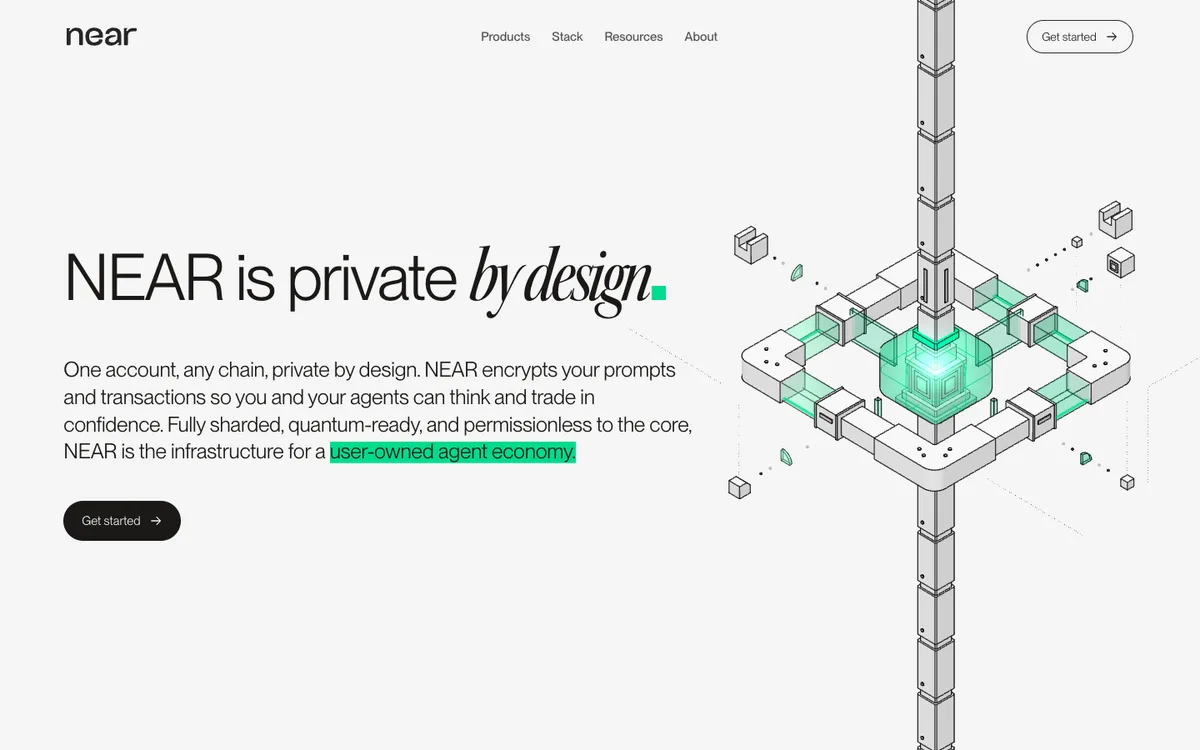 near
Products
Stack
Resources
About
Get started
NEAR is private by design.
One account, any chain, private by design. NEAR encrypts your prompts
and transactions so you and your agents can think and trade in
confidence. Fully sharded, quantum-ready, and permissionless to the core,
NEAR is the infrastructure for a user-owned agent economy.
Get started